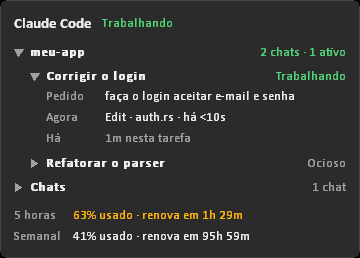 Claude Code Trabalhando
meu-app 2 chats · 1 ativo
Corrigir o login Trabalhando
Pedido faça o login aceitar e-mail e senha
Agora Edit · auth.rs · há <10s
Há 1m nesta tarefa
Refatorar o parser Ocioso
Chats 1 chat
5 horas 63% usado · renova em 1h 29m
Semanal 41% usado · renova em 95h 59m